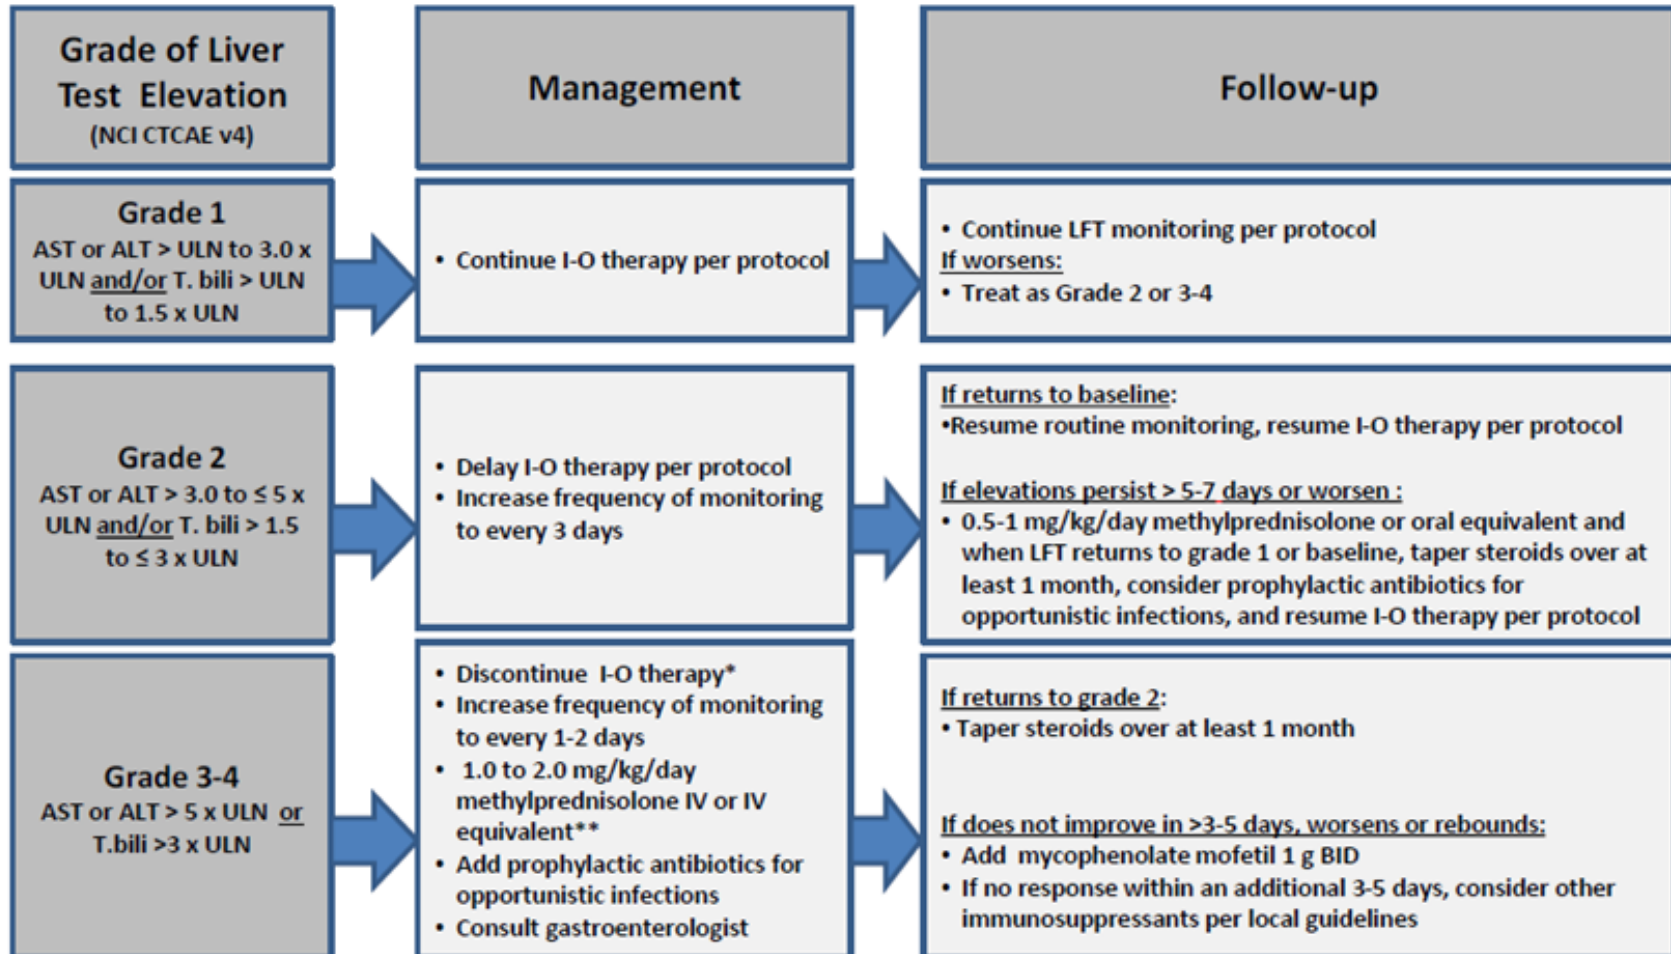 Grade of Liver
Test Elevation
(NCI CTCAE v4)
Management
Follow-up
Grade 1
AST or ALT > ULN to 3.0 x
ULN and/or T. bili > ULN
to 1.5 x ULN
• Continue I-O therapy per protocol
• Continue LFT monitoring per protocol
If worsens:
• Treat as Grade 2 or 3-4
Grade 2
AST or ALT > 3.0 to ≤ 5 x
ULN and/or T. bili > 1.5
to ≤ 3 x ULN
• Delay I-O therapy per protocol
• Increase frequency of monitoring
to every 3 days
If returns to baseline:
•Resume routine monitoring, resume I-O therapy per protocol
If elevations persist > 5-7 days or worsen :
• 0.5-1 mg/kg/day methylprednisolone or oral equivalent and
when LFT returns to grade 1 or baseline, taper steroids over at
least 1 month, consider prophylactic antibiotics for
opportunistic infections, and resume I-O therapy per protocol
Grade 3-4
AST or ALT > 5 x ULN or
T.bili >3 x ULN
• Discontinue I-O therapy*
• Increase frequency of monitoring
to every 1-2 days
• 1.0 to 2.0 mg/kg/day
methylprednisolone IV or IV
equivalent**
• Add prophylactic antibiotics for
opportunistic infections
• Consult gastroenterologist
If returns to grade 2:
• Taper steroids over at least 1 month
If does not improve in >3-5 days, worsens or rebounds:
• Add mycophenolate mofetil 1 g BID
• If no response within an additional 3-5 days, consider other
immunosuppressants per local guidelines